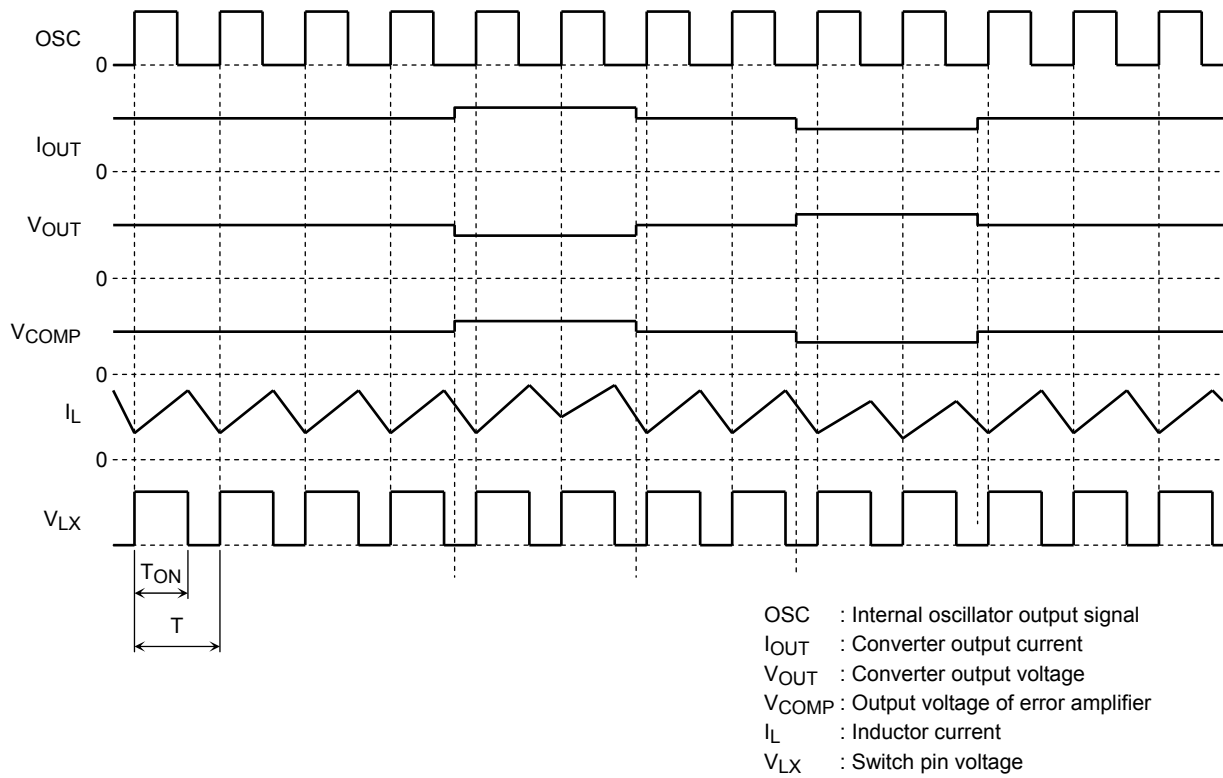 OSC
0
IOUT
0
VOUT
0
VCOMP
0
IL
0
VLX
TON
T
OSC : Internal oscillator output signal
IOUT : Converter output current
VOUT : Converter output voltage
VCOMP : Output voltage of error amplifier
IL : Inductor current
VLX : Switch pin voltage